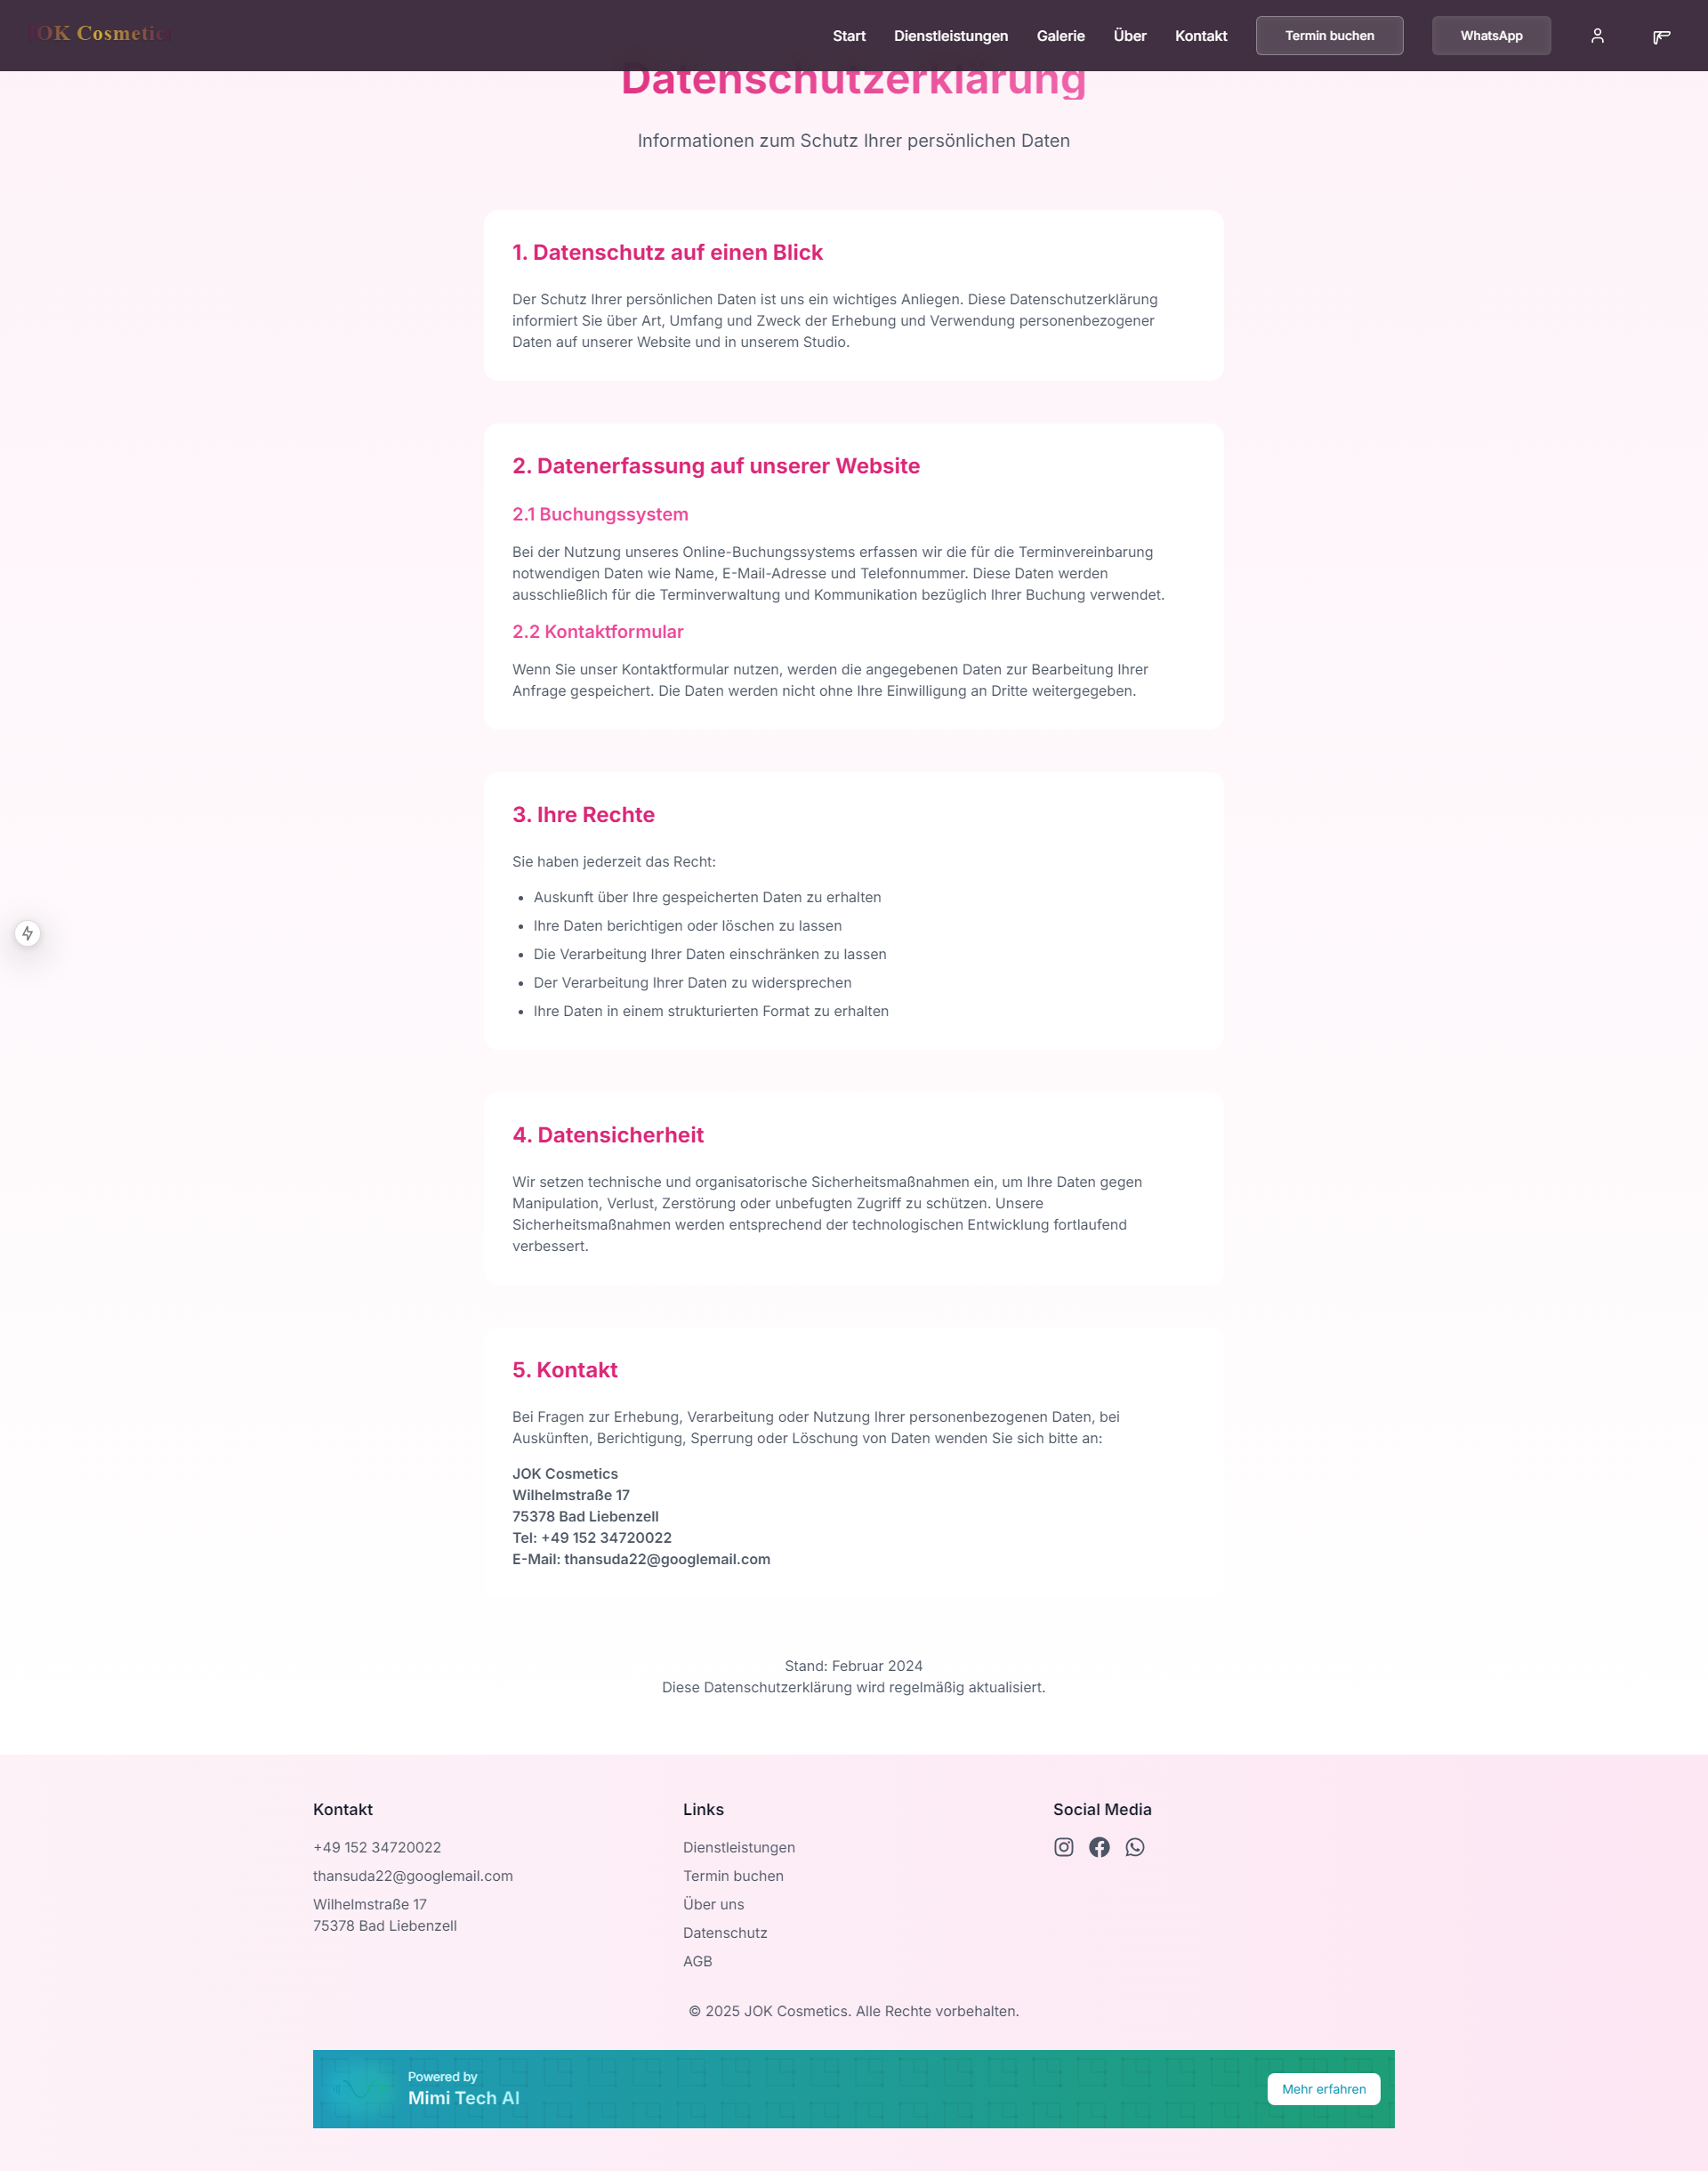 JOK Cosmetics
Start
Dienstleistungen
Galerie
Über
Kontakt
Termin buchen
WhatsApp
Datenschutzerklärung
Informationen zum Schutz Ihrer persönlichen Daten
1. Datenschutz auf einen Blick
Der Schutz Ihrer persönlichen Daten ist uns ein wichtiges Anliegen. Diese Datenschutzerklärung
informiert Sie über Art, Umfang und Zweck der Erhebung und Verwendung personenbezogener
Daten auf unserer Website und in unserem Studio.
2. Datenerfassung auf unserer Website
2.1 Buchungssystem
Bei der Nutzung unseres Online-Buchungssystems erfassen wir die für die Terminvereinbarung
notwendigen Daten wie Name, E-Mail-Adresse und Telefonnummer. Diese Daten werden
ausschließlich für die Terminverwaltung und Kommunikation bezüglich Ihrer Buchung verwendet.
2.2 Kontaktformular
Wenn Sie unser Kontaktformular nutzen, werden die angegebenen Daten zur Bearbeitung Ihrer
Anfrage gespeichert. Die Daten werden nicht ohne Ihre Einwilligung an Dritte weitergegeben.
3. Ihre Rechte
Sie haben jederzeit das Recht:
• Auskunft über Ihre gespeicherten Daten zu erhalten
• Ihre Daten berichtigen oder löschen zu lassen
• Die Verarbeitung Ihrer Daten einschränken zu lassen
• Der Verarbeitung Ihrer Daten zu widersprechen
• Ihre Daten in einem strukturierten Format zu erhalten
4. Datensicherheit
Wir setzen technische und organisatorische Sicherheitsmaßnahmen ein, um Ihre Daten gegen
Manipulation, Verlust, Zerstörung oder unbefugten Zugriff zu schützen. Unsere
Sicherheitsmaßnahmen werden entsprechend der technologischen Entwicklung fortlaufend
verbessert.
5. Kontakt
Bei Fragen zur Erhebung, Verarbeitung oder Nutzung Ihrer personenbezogenen Daten, bei
Auskünften, Berichtigung, Sperrung oder Löschung von Daten wenden Sie sich bitte an:
JOK Cosmetics
Wilhelmstraße 17
75378 Bad Liebenzell
Tel: +49 152 34720022
E-Mail: thansuda22@googlemail.com
Stand: Februar 2024
Diese Datenschutzerklärung wird regelmäßig aktualisiert.
Kontakt
+49 152 34720022
thansuda22@googlemail.com
Wilhelmstraße 17
75378 Bad Liebenzell
Links
Dienstleistungen
Termin buchen
Über uns
Datenschutz
AGB
Social Media
© 2025 JOK Cosmetics. Alle Rechte vorbehalten.
Powered by
Mimi Tech AI
Mehr erfahren